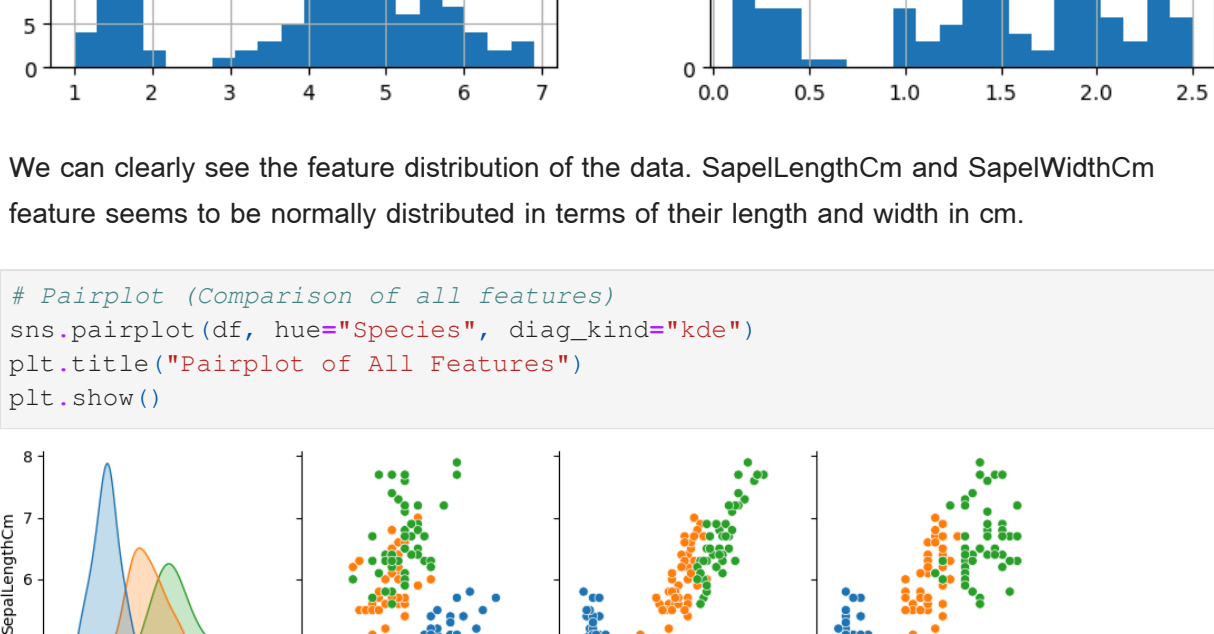 5
0
1 2 3 4 5 6 7
0
0.0 0.5 1.0 1.5 2.0 2.5
We can clearly see the feature distribution of the data. SapelLengthCm and SapelWidthCm
feature seems to be normally distributed in terms of their length and width in cm.
# Pairplot (Comparison of all features)
sns.pairplot(df, hue="Species", diag_kind="kde")
plt.title("Pairplot of All Features")
plt.show()
8
7
6
SepalLengthCm